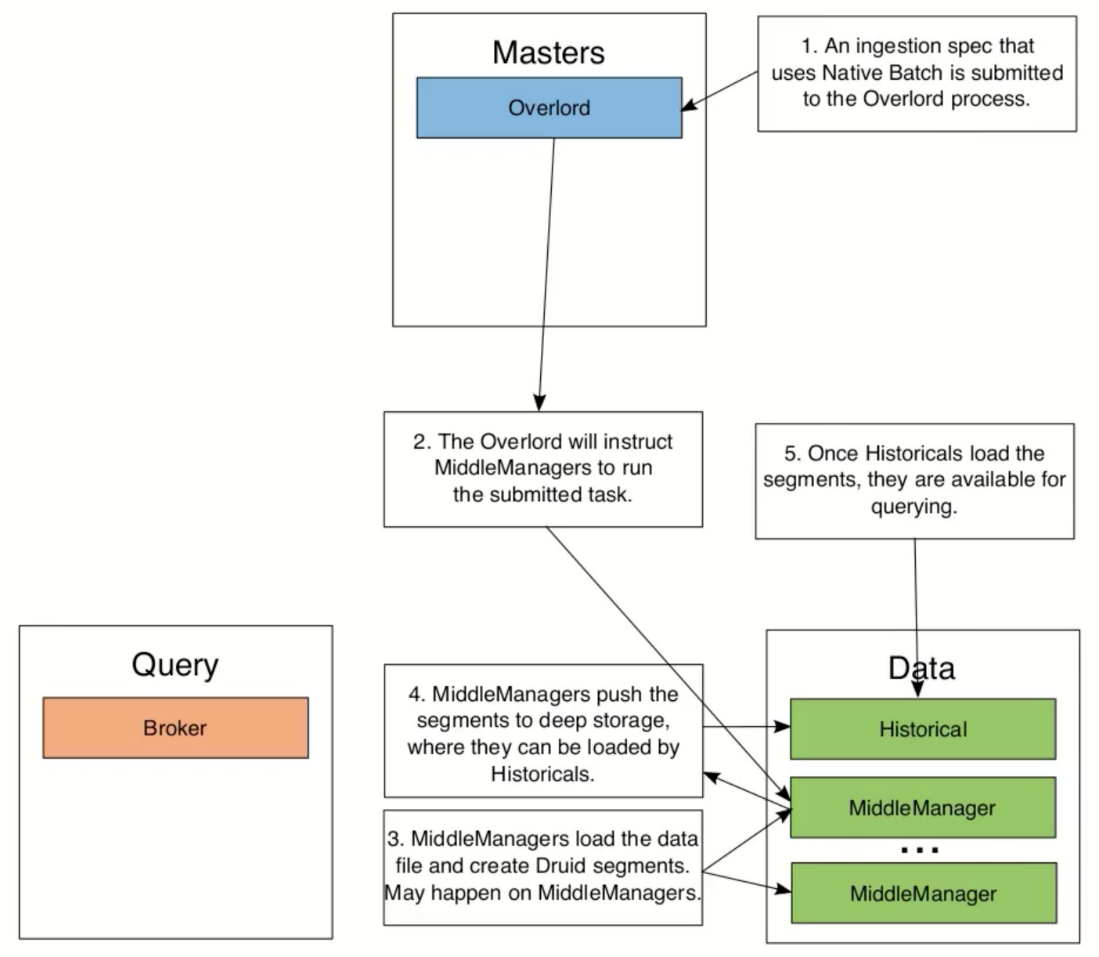 Masters
Overlord
1. An ingestion spec that
uses Native Batch is submitted
to the Overlord process.
2. The Overlord will instruct
MiddleManagers to run
the submitted task.
5. Once Historicals load the
segments, they are available for
querying.
Query
Broker
4. MiddleManagers push the
segments to deep storage,
where they can be loaded by
Historicals.
3. MiddleManagers load the data
file and create Druid segments.
May happen on MiddleManagers.
Data
Historical
MiddleManager
...
MiddleManager